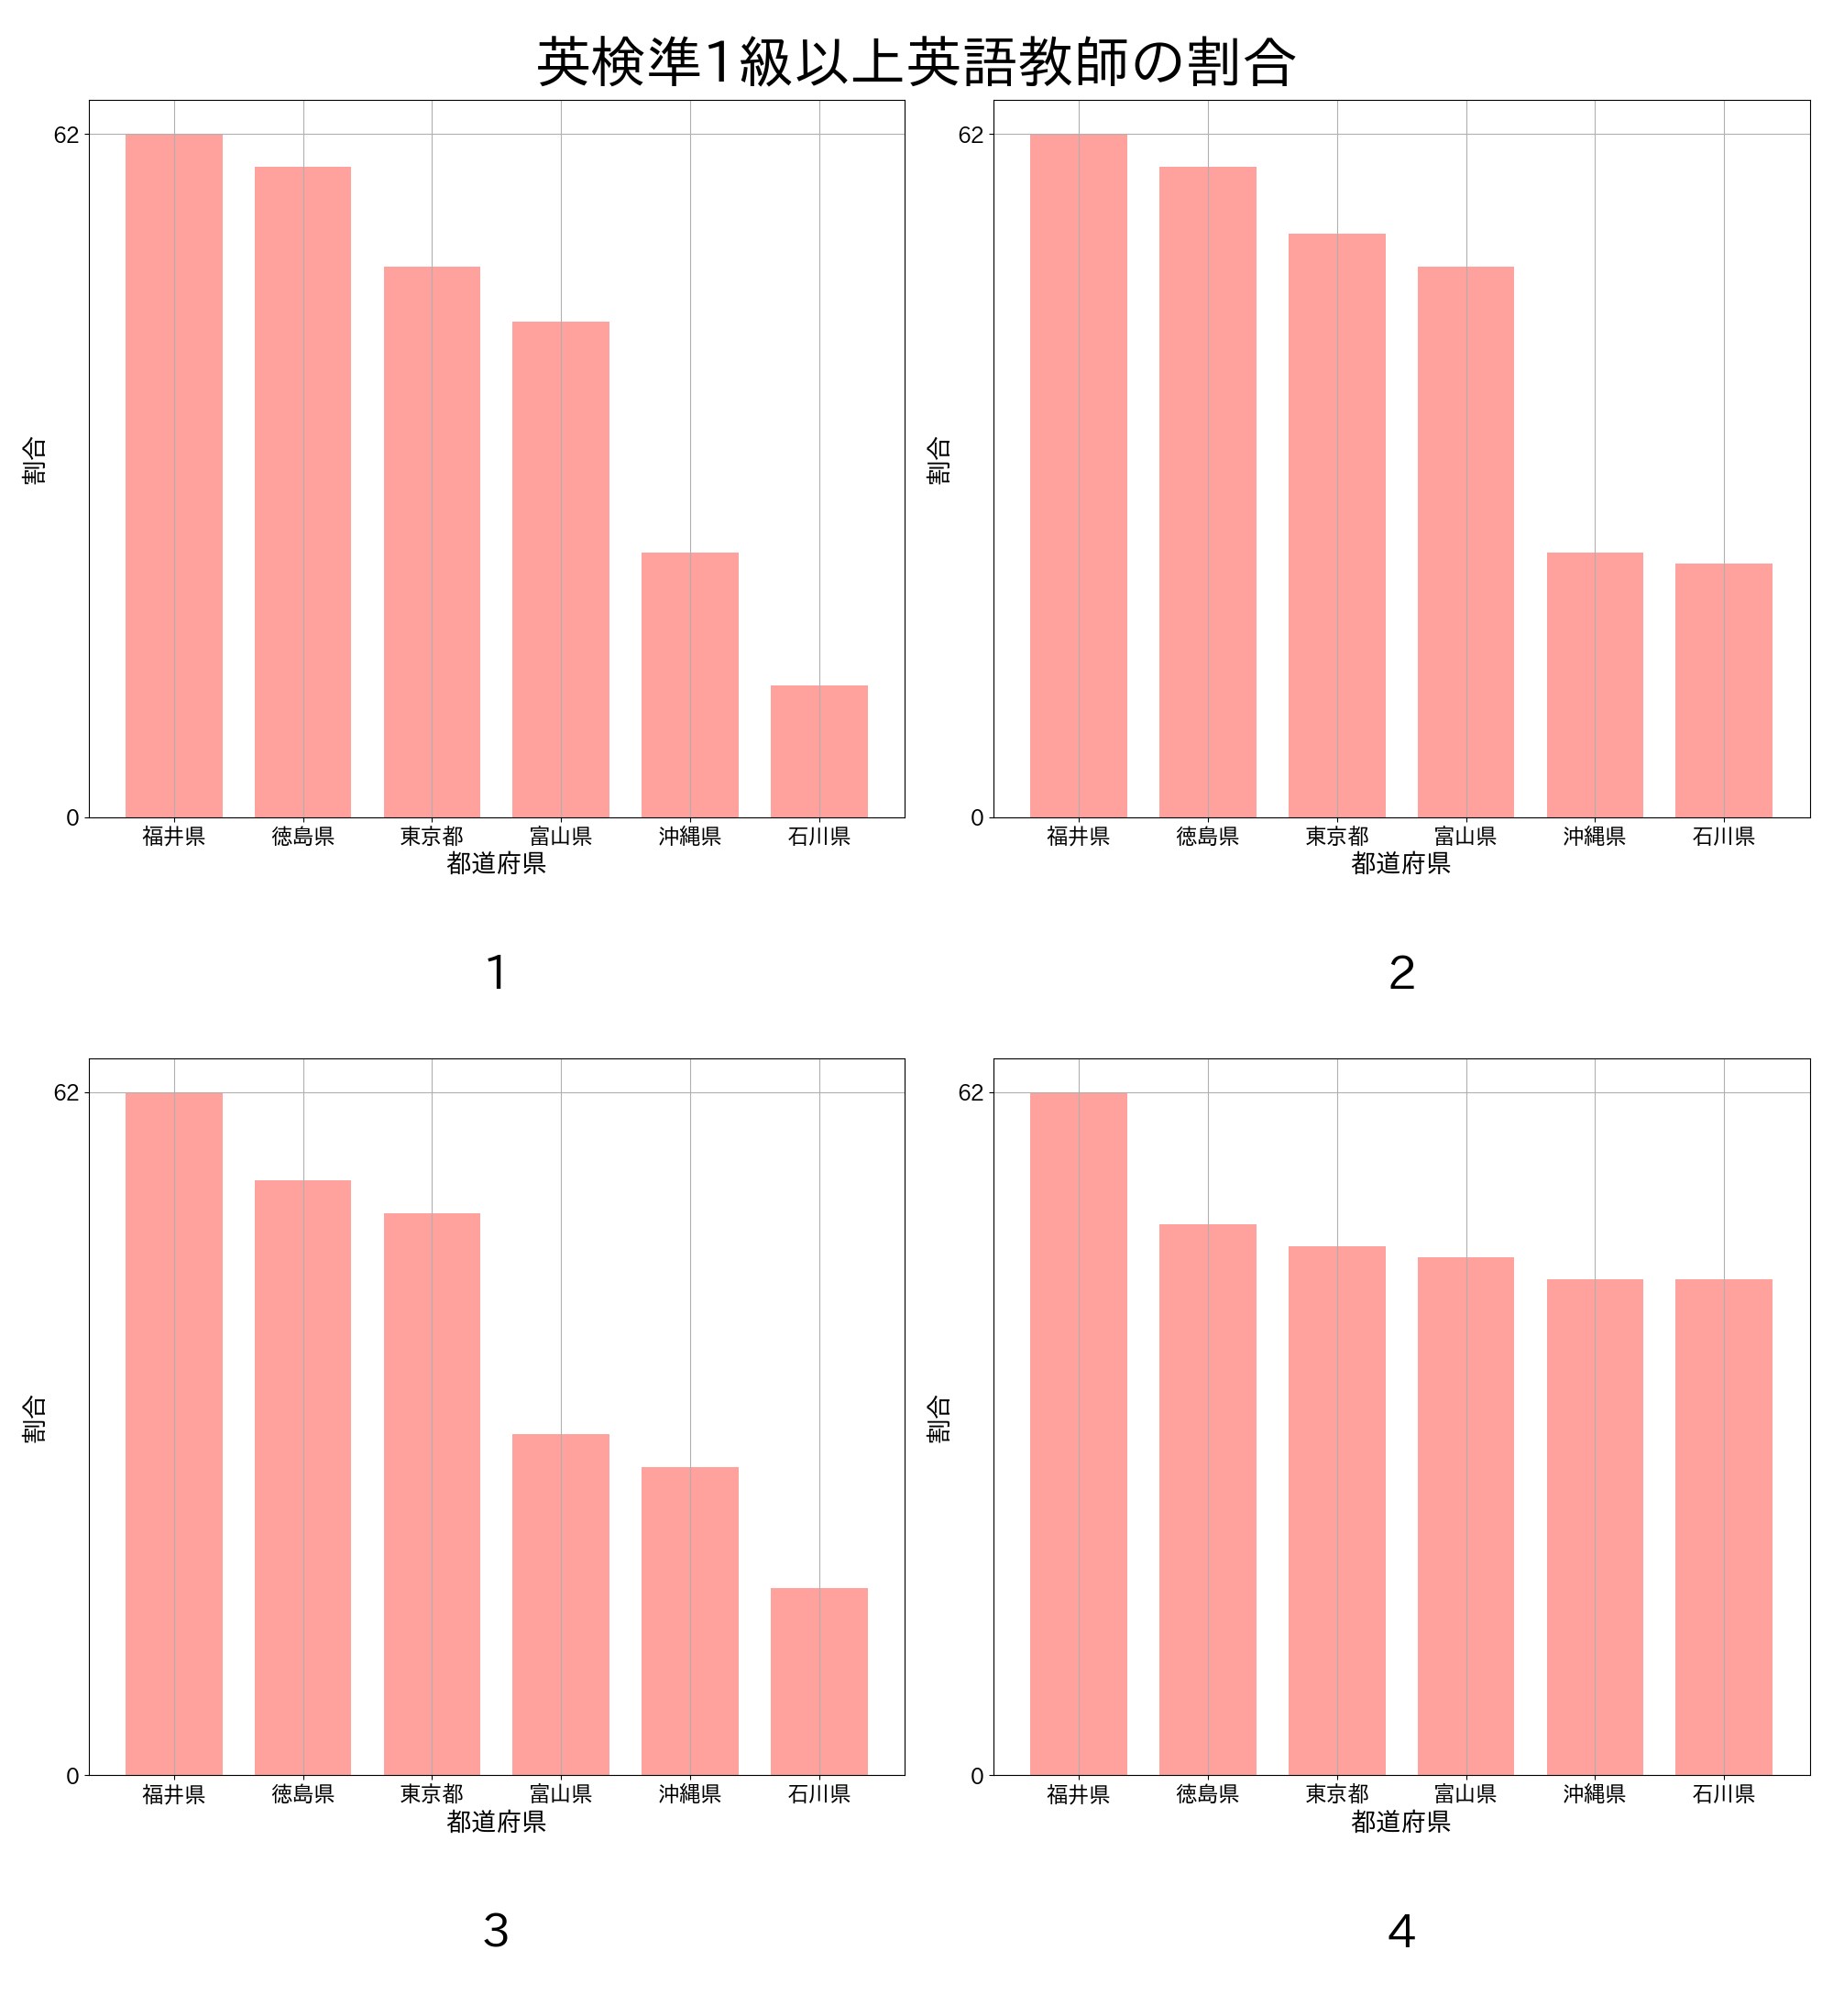 英検準1級以上英語教師の割合
62
0
割合
福井県 徳島県 東京都 富山県 沖縄県 石川県
都道府県
1
62
0
割合
福井県 徳島県 東京都 富山県 沖縄県 石川県
都道府県
2
62
0
割合
福井県 徳島県 東京都 富山県 沖縄県 石川県
都道府県
3
62
0
割合
福井県 徳島県 東京都 富山県 沖縄県 石川県
都道府県
4